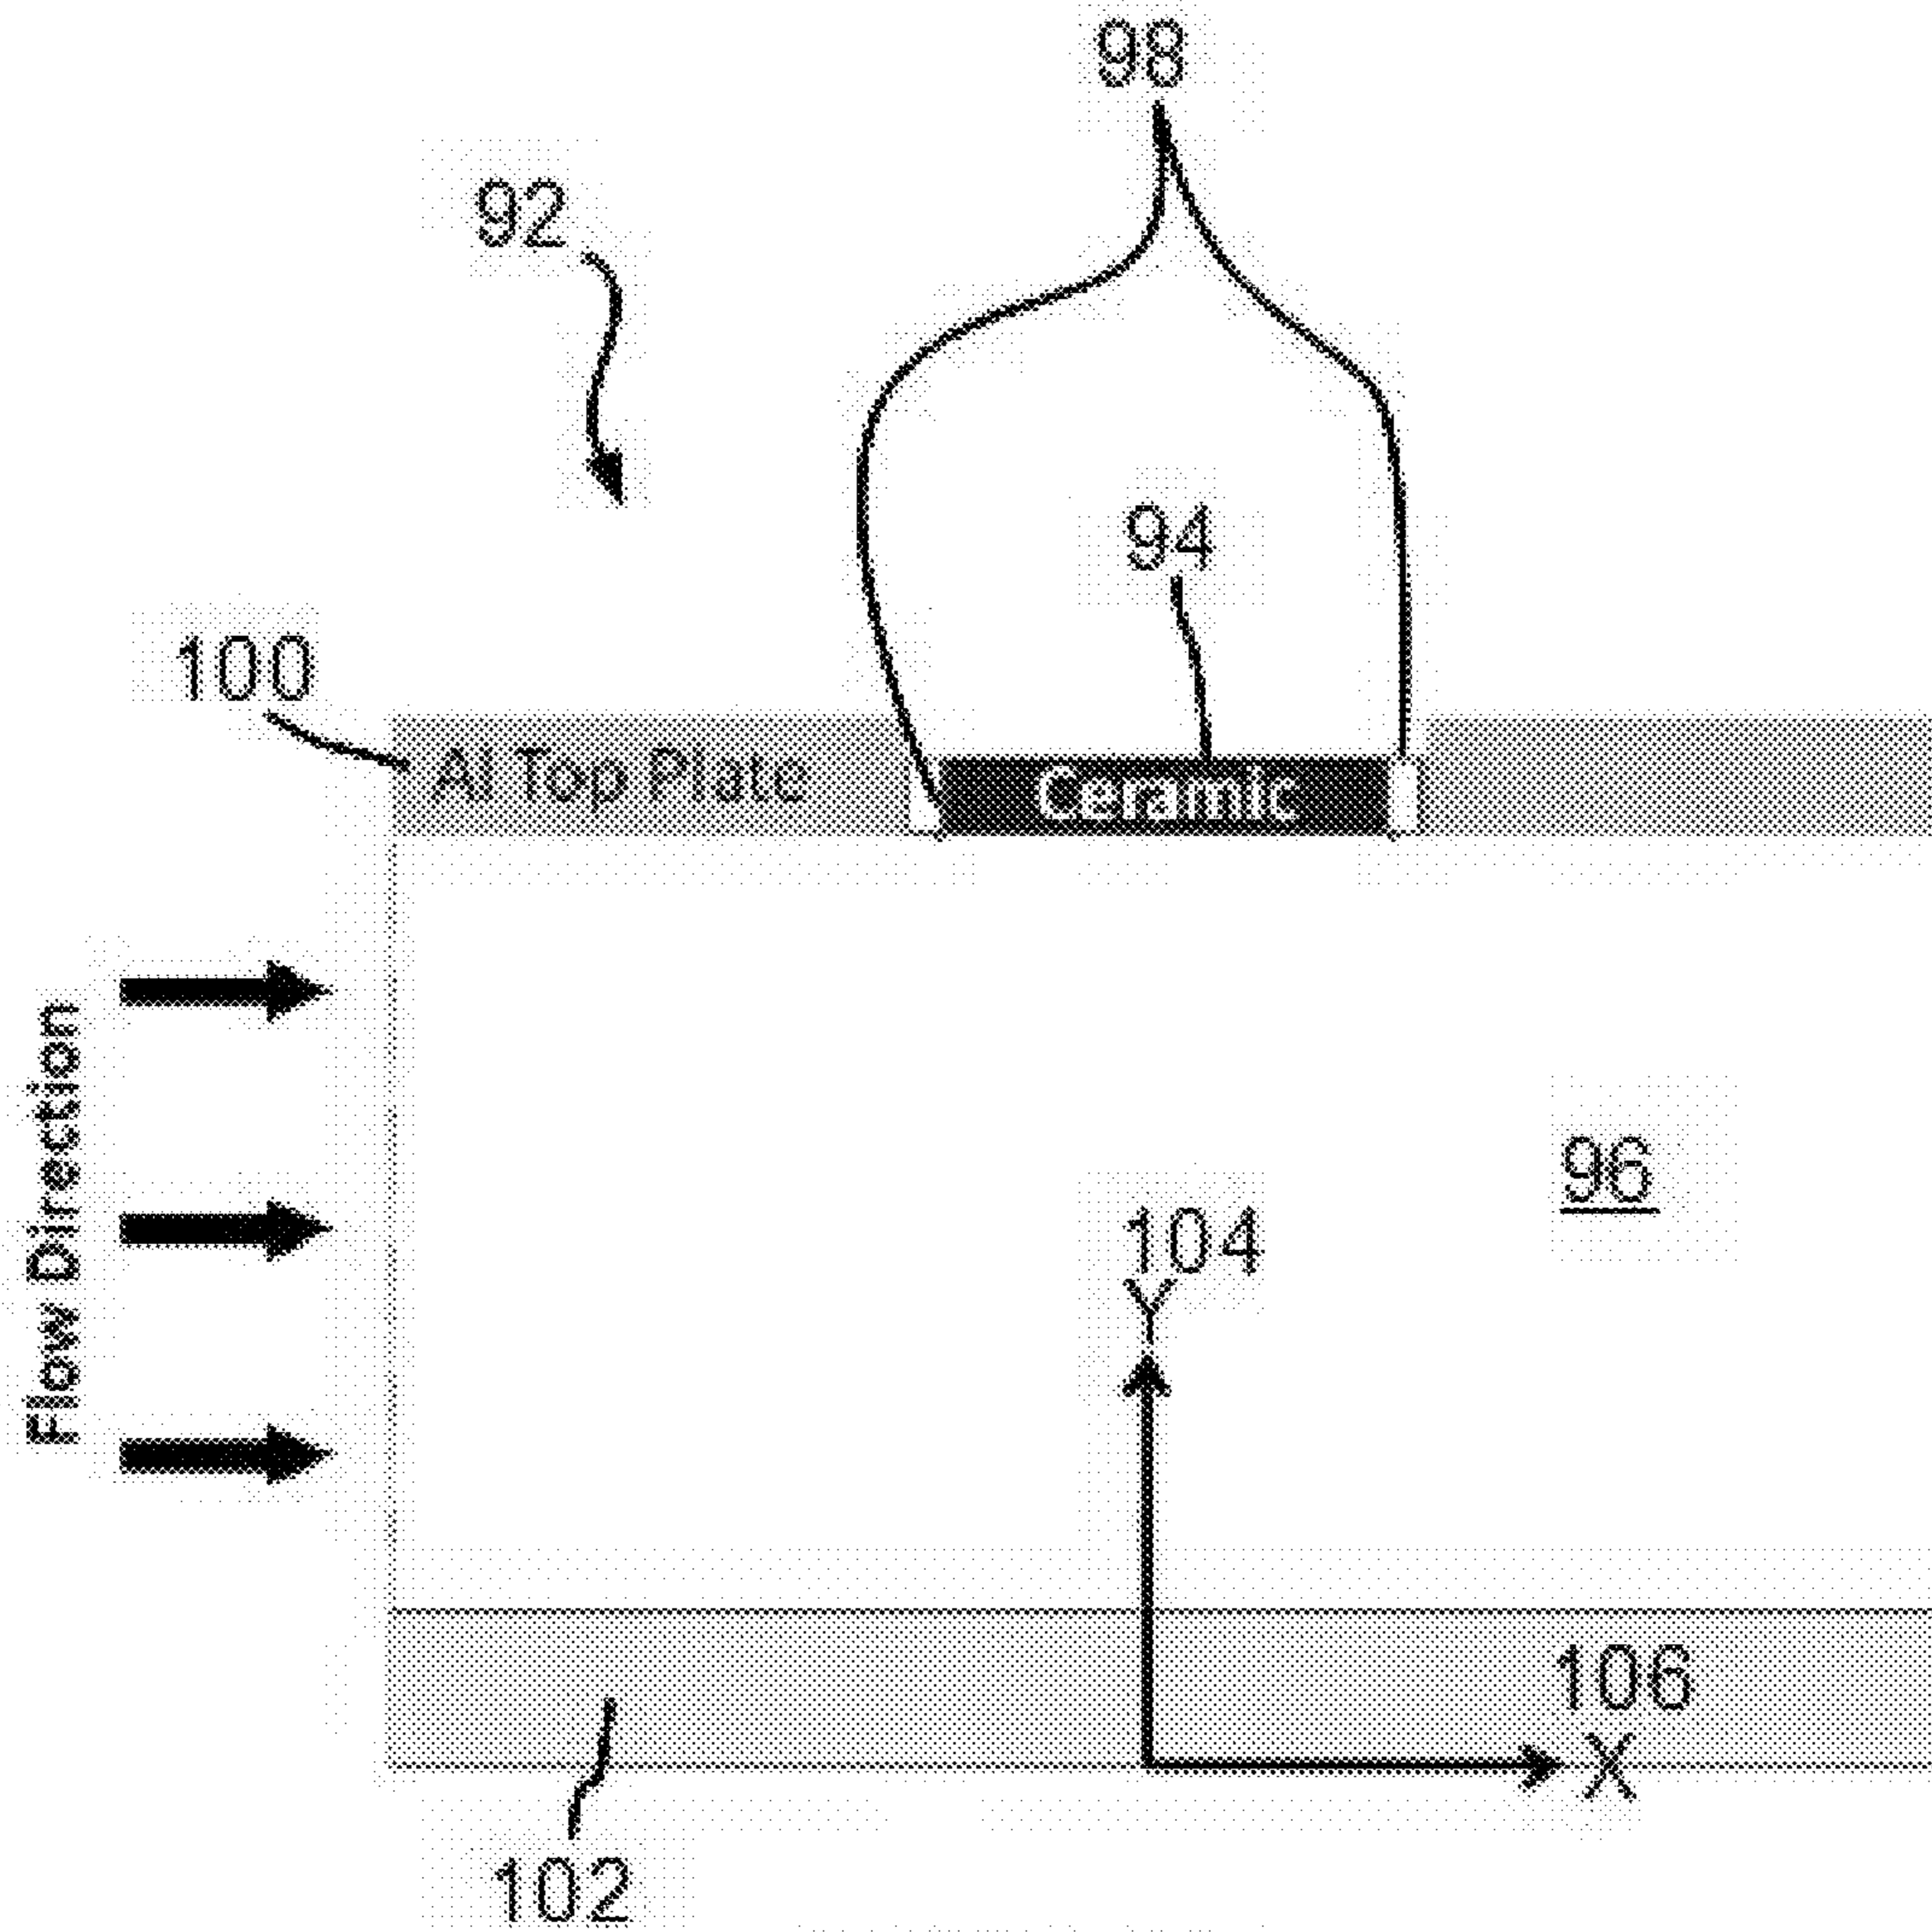 98
92
94
100
Al Top Plate
Ceramic
Flow Direction
96
104
Y
106
X
102